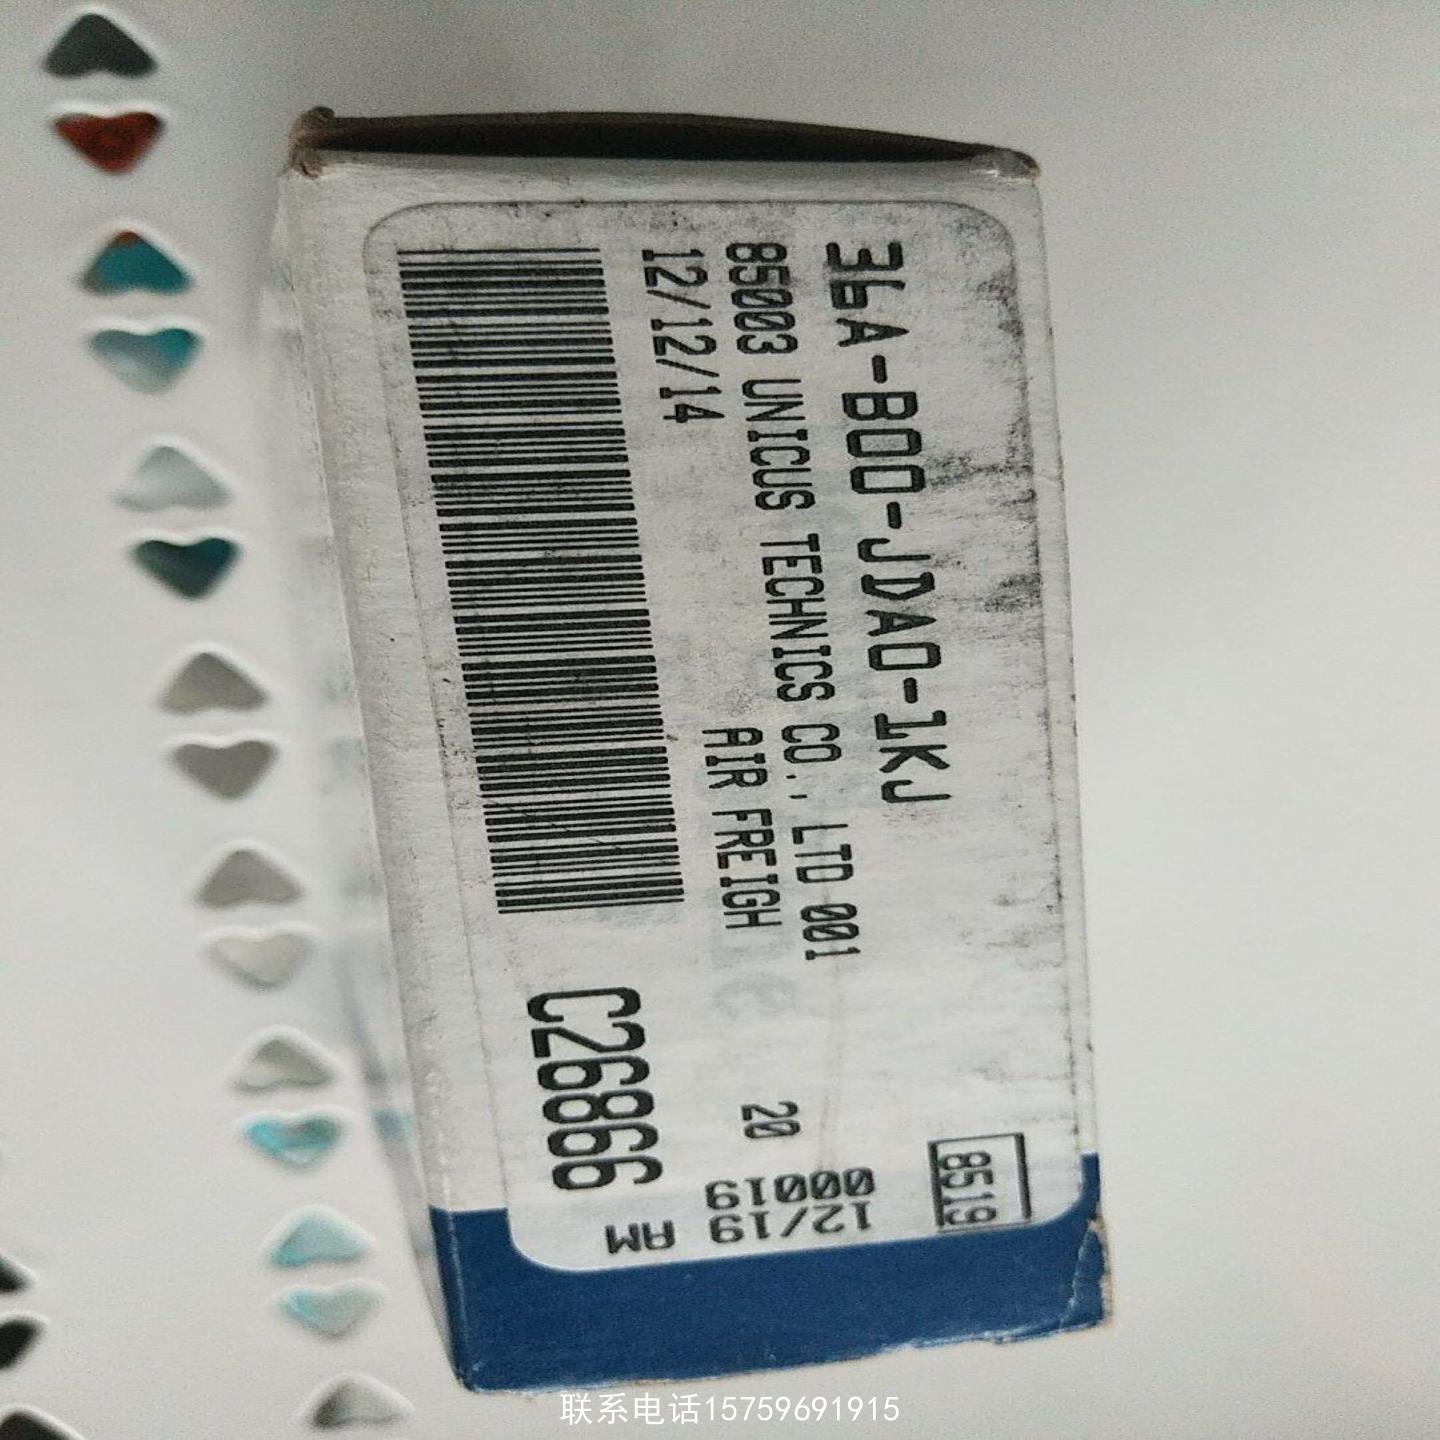 36A-B00-JDA0-1KJ
8519
85003 UNICUS TECHNICS CO., LTD 001
12/12/14
AIR FREIGH
20
00019
12/19 AM
C26866
联系电话15759691915